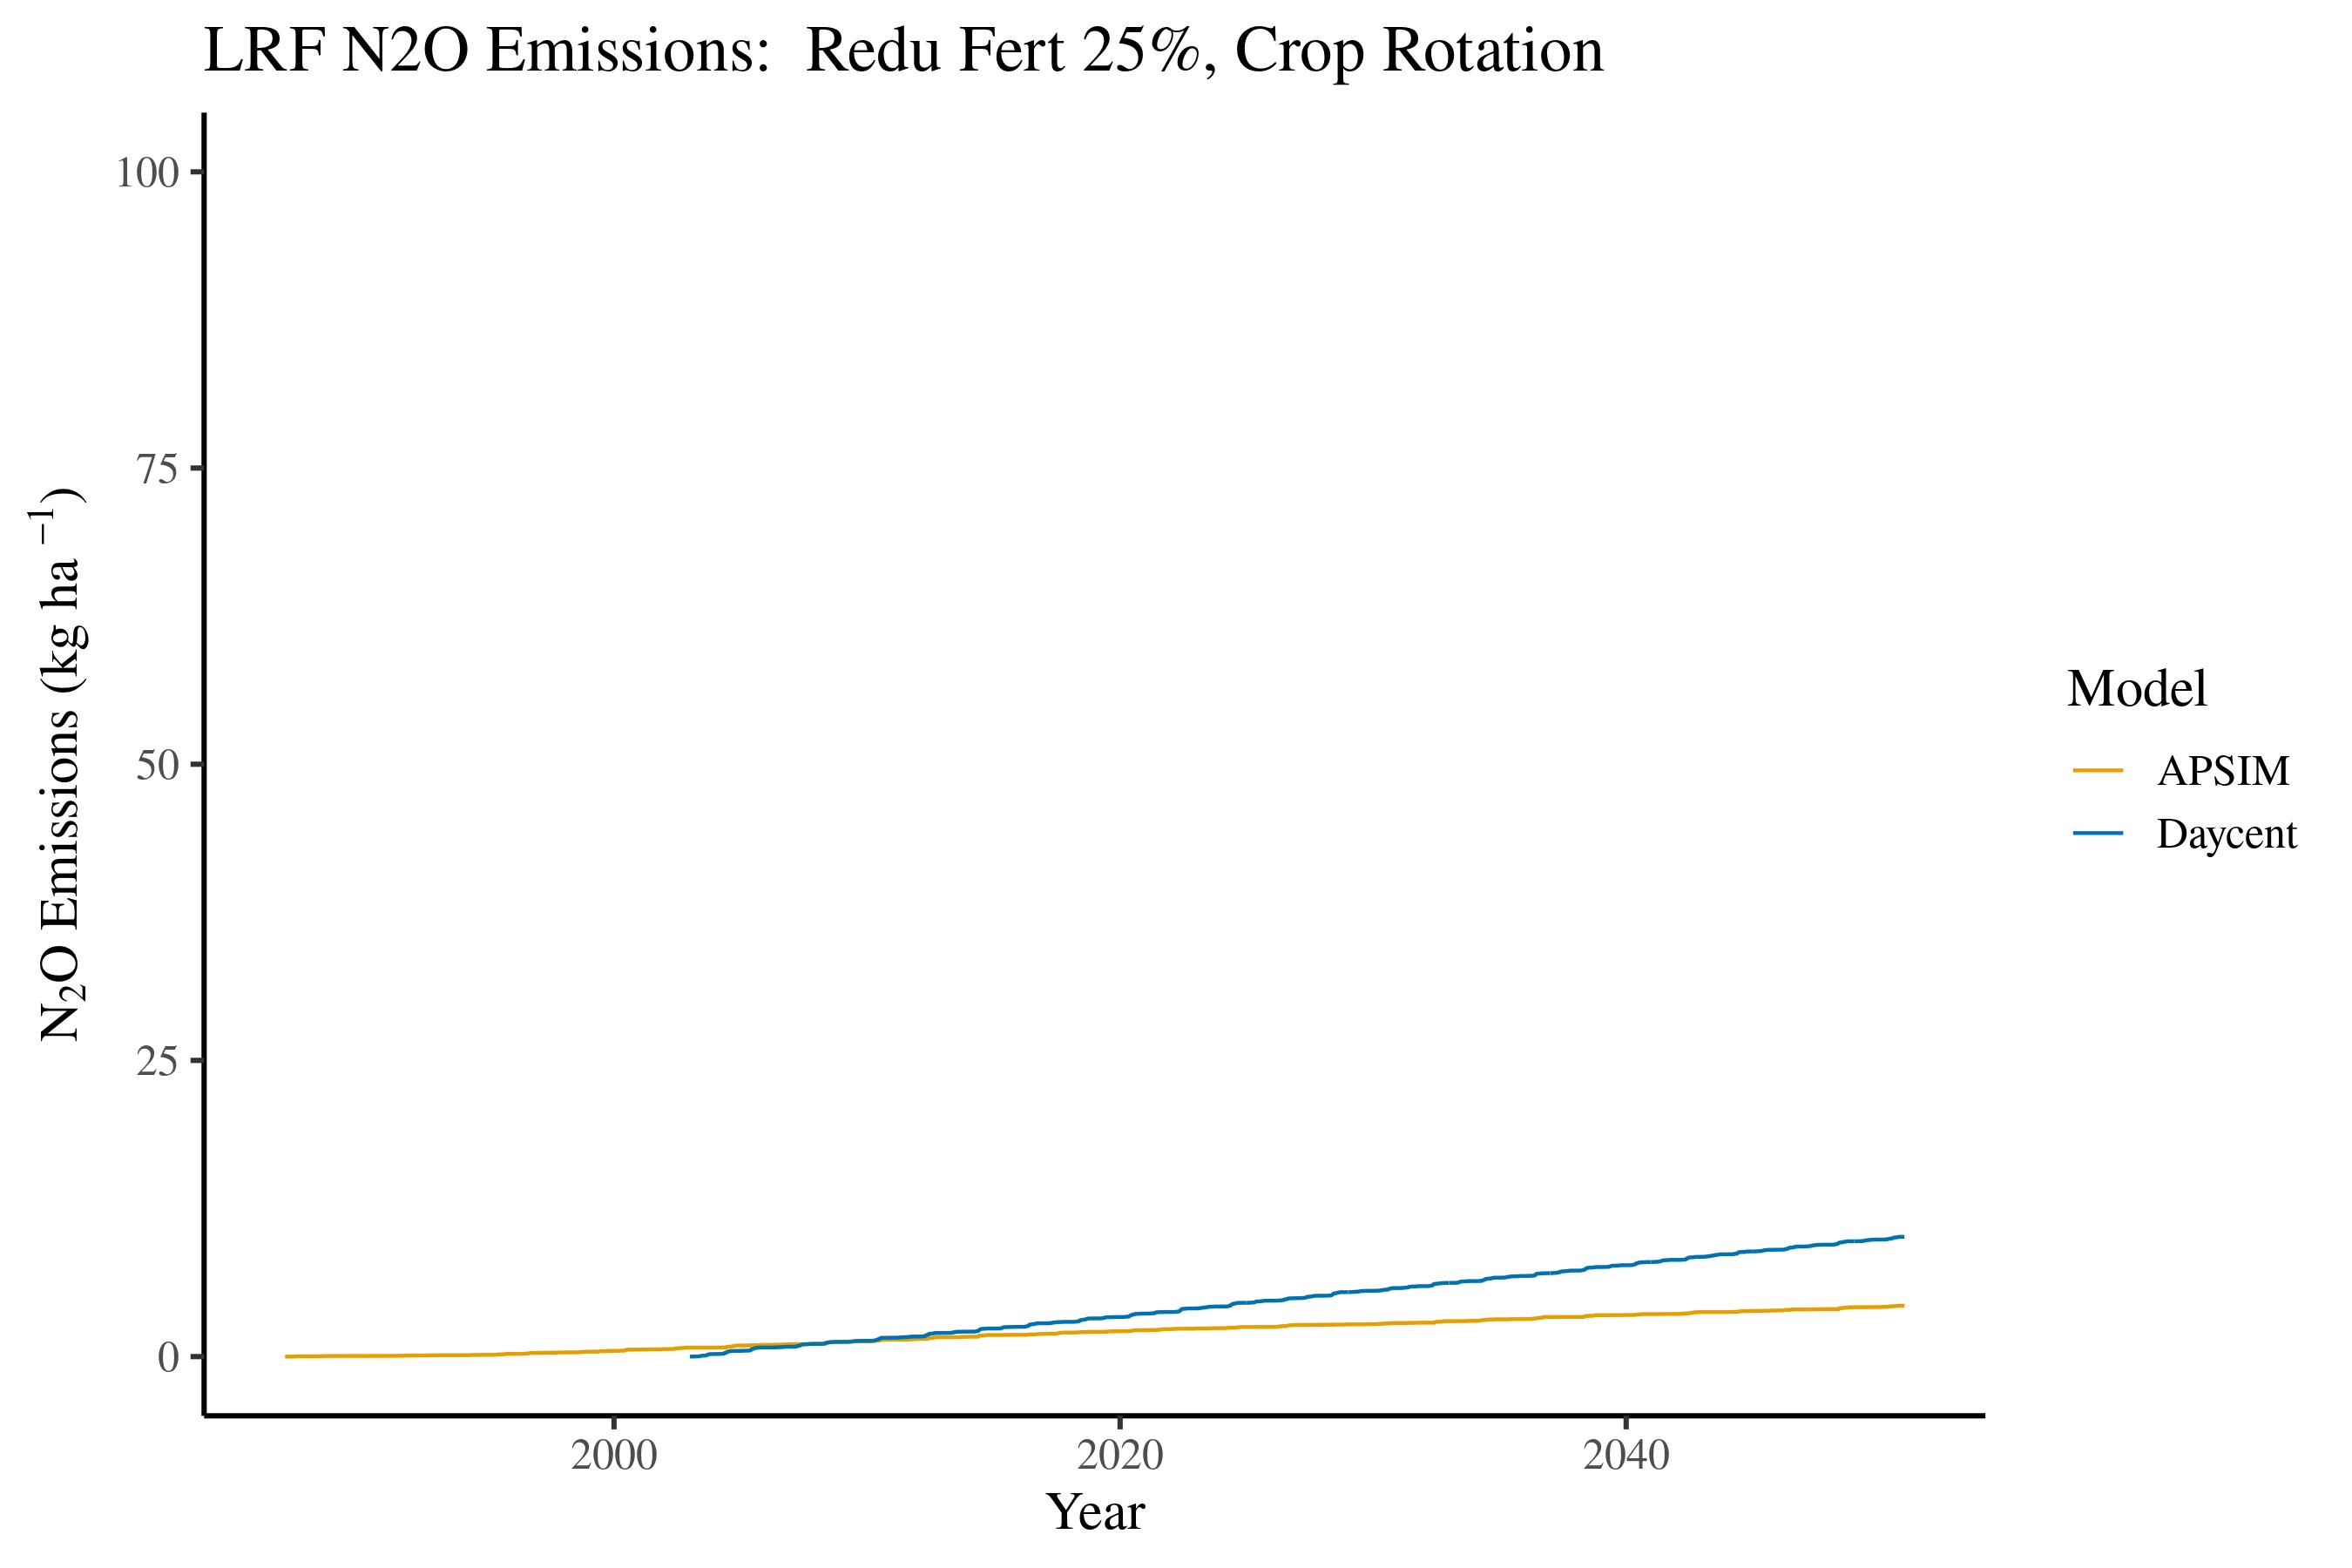 LRF N2O Emissions:  Redu Fert 25%, Crop Rotation
100
75
50
25
0
N₂O Emissions (kg ha ⁻¹)
2000
2020
2040
Year
Model
APSIM
Daycent